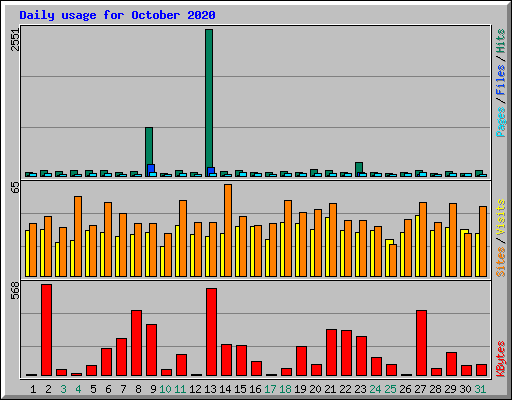 Daily usage for October 2020
2551
Pages / Files / Hits
65
Sites / Visits
568
KBytes
1 2 3 4 5 6 7 8 9 10 11 12 13 14 15 16 17 18 19 20 21 22 23 24 25 26 27 28 29 30 31